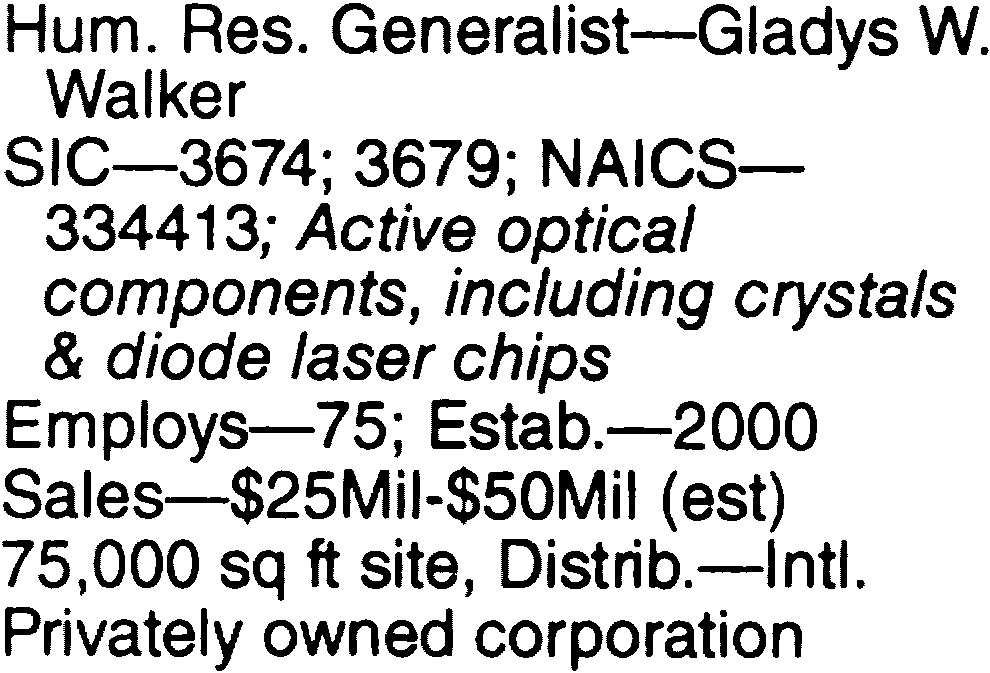 Hum. Res. Generalist—Gladys W.
Walker
SIC—3674; 3679; NAICS—
334413; Active optical
components, including crystals
& diode laser chips
Employs—75; Estab.—2000
Sales—$25Mil-$50Mil (est)
75,000 sq ft site, Distrib.—Intl.
Privately owned corporation